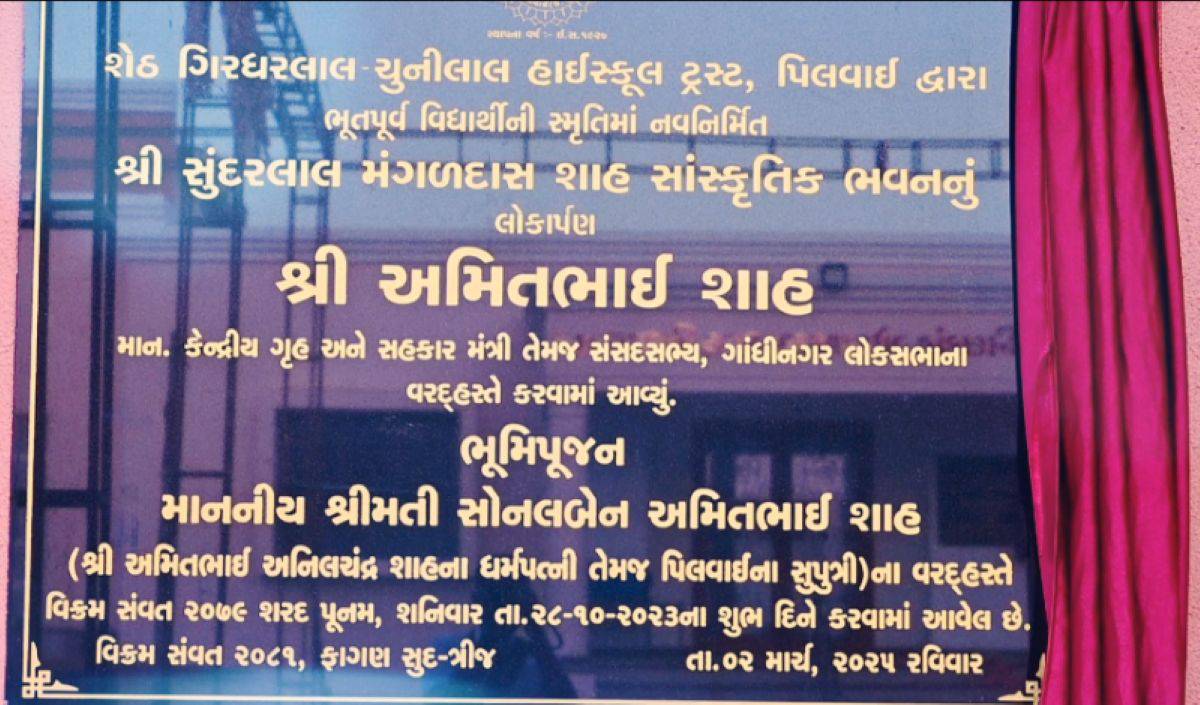 સ્થાપના વર્ષ :- ઈ.સ.૧૯૨૭
શેઠ ગિરધરલાલ-ચુનીલાલ હાઈસ્કૂલ ટ્રસ્ટ, પિલવાઈ દ્વારા
ભૂતપૂર્વ વિદ્યાર્થીની સ્મૃતિમાં નવનિર્મિત
શ્રી સુંદરલાલ મંગળદાસ શાહ સાંસ્કૃતિક ભવનનું
લોકાર્પણ
શ્રી અમિતભાઈ શાહ
માન. કેન્દ્રીય ગૃહ અને સહકાર મંત્રી તેમજ સંસદસભ્ય, ગાંધીનગર લોકસભાના
વરદ્દહસ્તે કરવામાં આવ્યું.
ભૂમિપૂજન
માનનીય શ્રીમતી સોનલબેન અમિતભાઈ શાહ
(શ્રી અમિતભાઈ અનિલચંદ્ર શાહના ધર્મપત્ની તેમજ પિલવાઈના સુપુત્રી)ના વરદ્દહસ્તે
વિક્રમ સંવત ૨૦૭૯ શરદ પૂનમ, શનિવાર તા.૨૮-૧૦-૨૦૨૩ના શુભ દિને કરવામાં આવેલ છે.
વિક્રમ સંવત ૨૦૮૧, ફાગણ સુદ-ત્રીજ
તા.૦૨ માર્ચ, ૨૦૨૫ રવિવાર